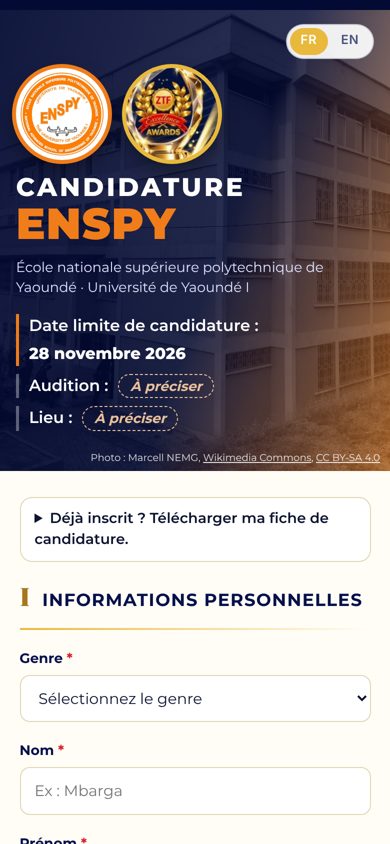 FR
EN
ENSPY
ZTF
Excellence
AWARDS
CANDIDATURE
ENSPY
École nationale supérieure polytechnique de
Yaoundé · Université de Yaoundé I
Date limite de candidature :
28 novembre 2026
Audition : À préciser
Lieu : À préciser
Photo : Marcell NEMG, Wikimedia Commons, CC BY-SA 4.0
▶ Déjà inscrit ? Télécharger ma fiche de
candidature.
I INFORMATIONS PERSONNELLES
Genre *
Sélectionnez le genre
Nom *
Ex : Mbarga
Prénom *